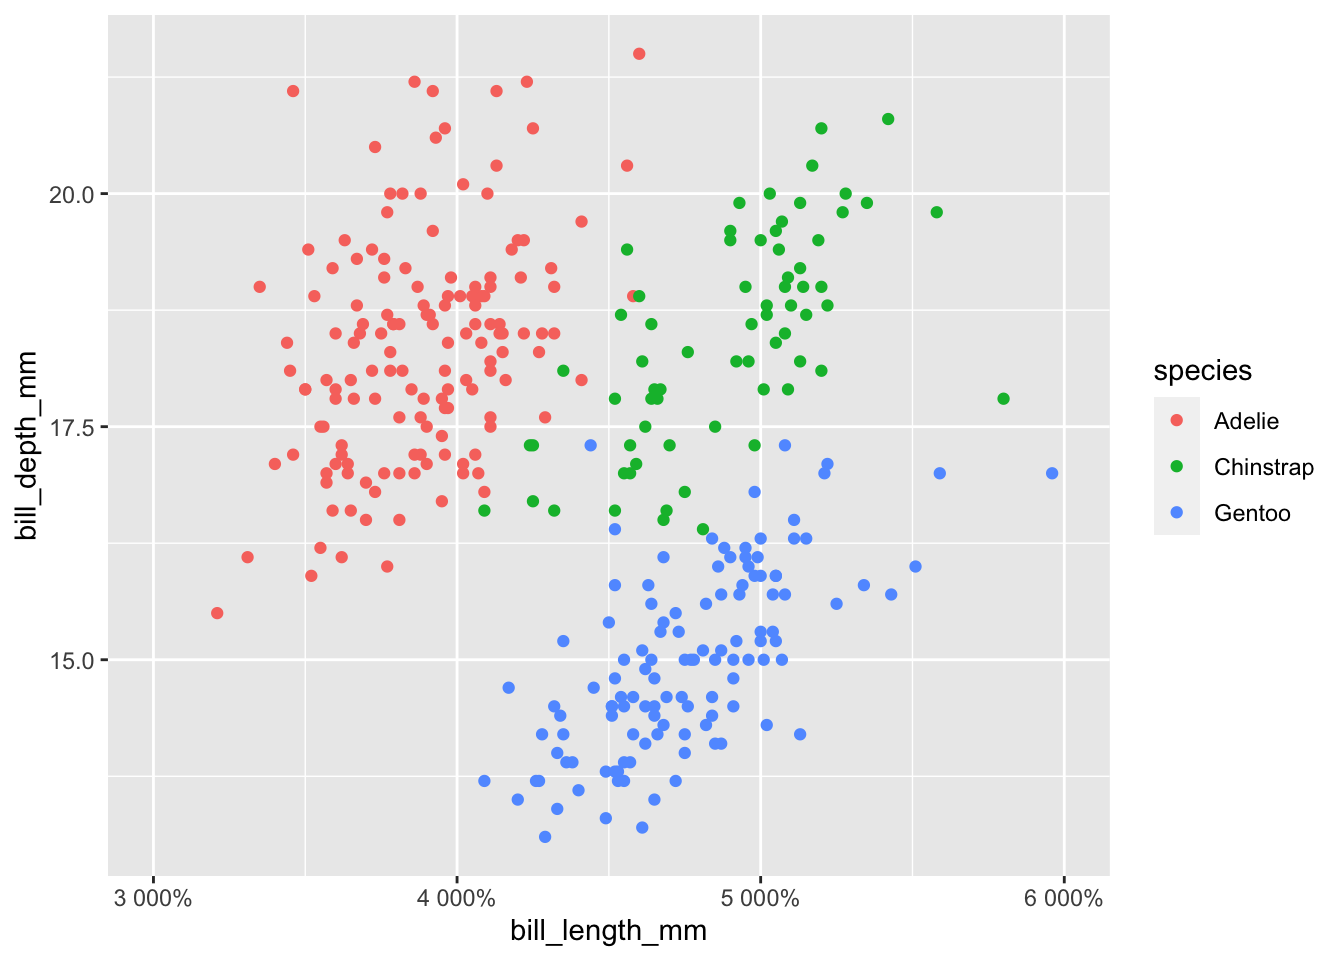 20.0
17.5
15.0
bill_depth_mm
3 000%
4 000%
5 000%
6 000%
bill_length_mm
species
Adelie
Chinstrap
Gentoo